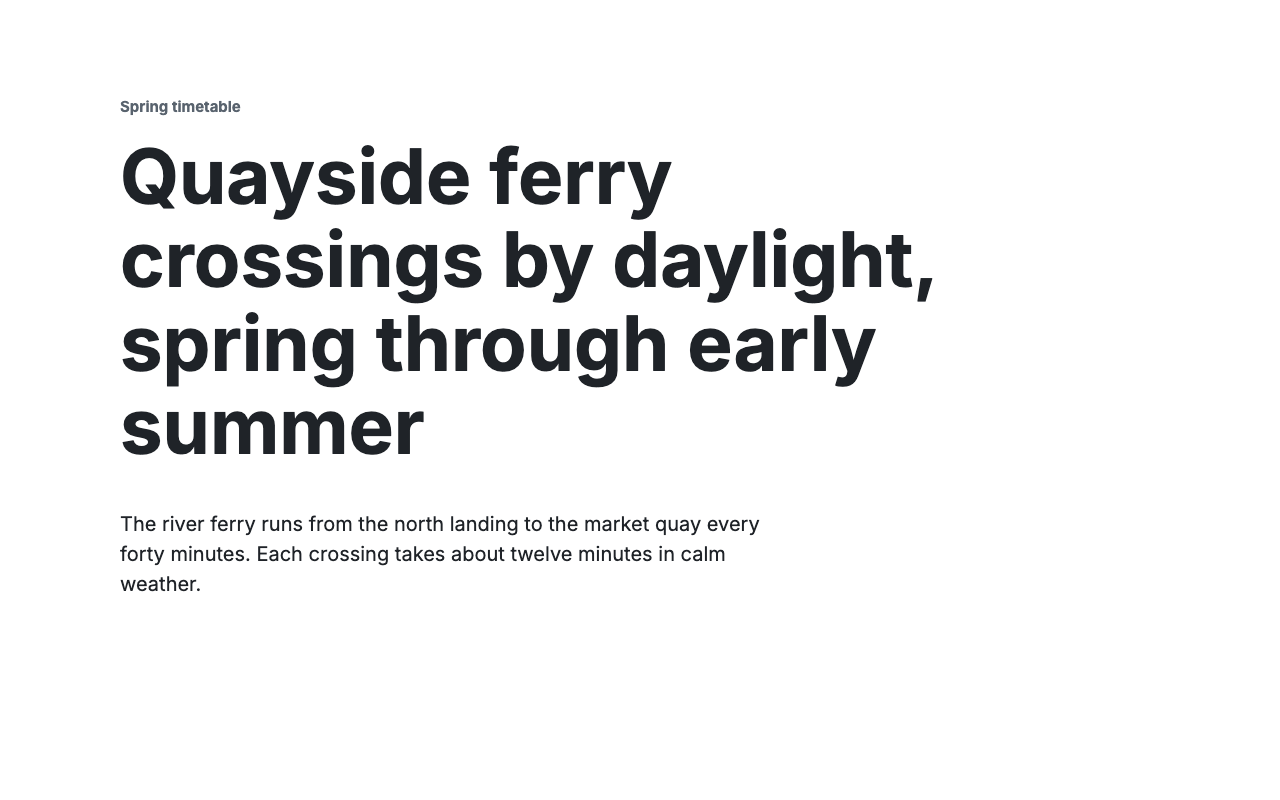 Spring timetable
Quayside ferry
crossings by daylight,
spring through early
summer
The river ferry runs from the north landing to the market quay every
forty minutes. Each crossing takes about twelve minutes in calm
weather.